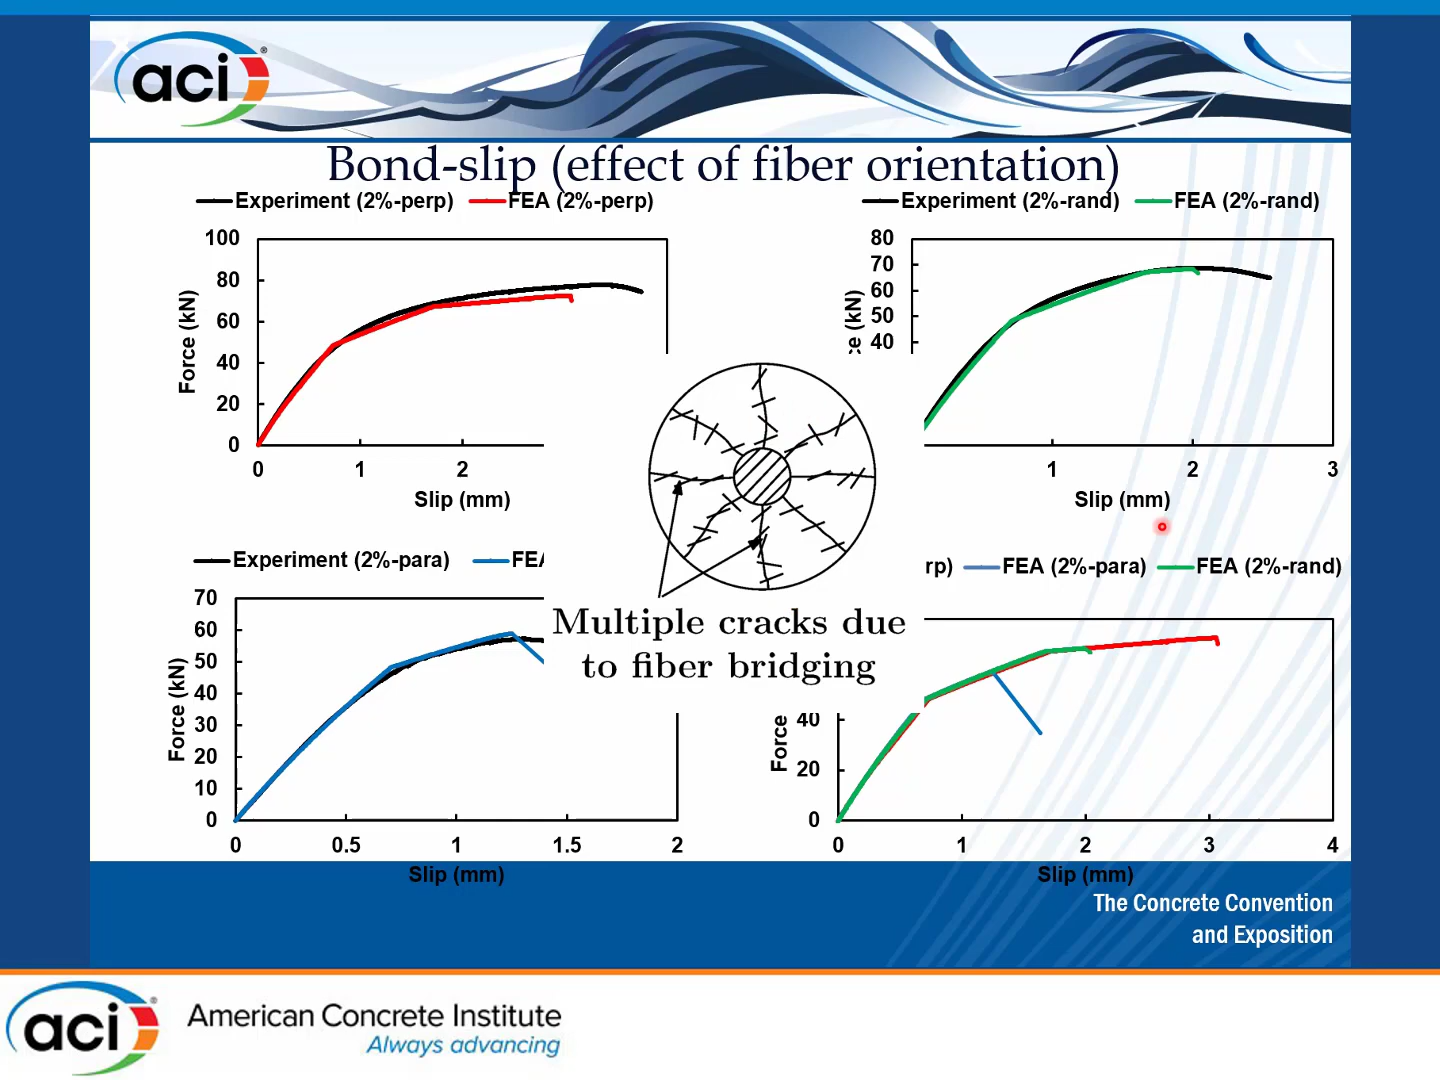 aci®
Bond-slip (effect of fiber orientation)
Experiment (2%-perp) FEA (2%-perp)
100
80
60
40
20
0
Force (kN)
0 1 2
Slip (mm)
Experiment (2%-rand) FEA (2%-rand)
80
70
60
50
40
ce (kN)
1 2 3
Slip (mm)
Multiple cracks due
to fiber bridging
Experiment (2%-para) FEA
70
60
50
40
30
20
10
0
Force (kN)
0 0.5 1 1.5 2
Slip (mm)
rp) FEA (2%-para) FEA (2%-rand)
40
20
0
Force
0 1 2 3 4
Slip (mm)
The Concrete Convention
and Exposition
aci®
American Concrete Institute
Always advancing